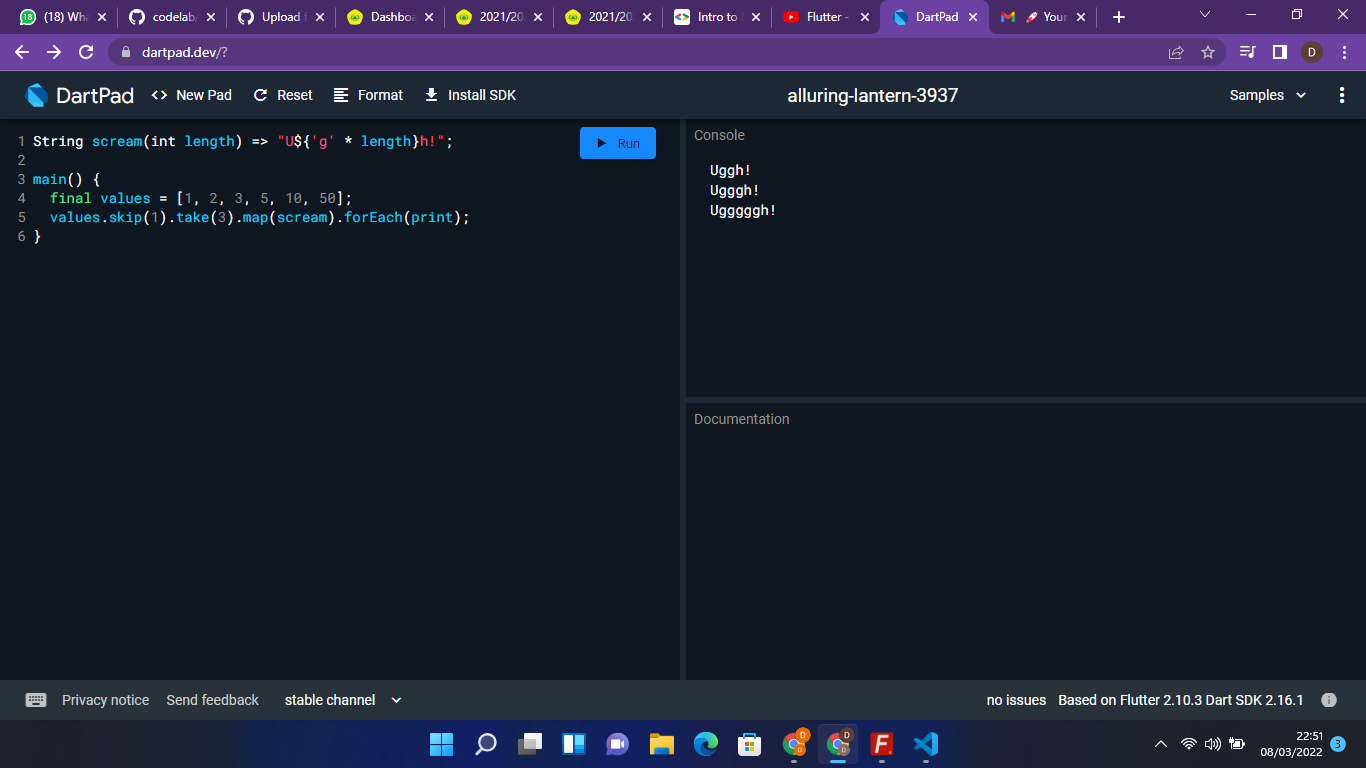 18 (18) Wha
codelab
Upload f
Dashboa
2021/20
2021/20
Intro to
Flutter -
DartPad
Your
dartpad.dev/?
D
DartPad
New Pad
Reset
Format
Install SDK
alluring-lantern-3937
Samples
1 String scream(int length) => "U${'g' * length}h!";
2
3 main() {
4 final values = [1, 2, 3, 5, 10, 50];
5 values.skip(1).take(3).map(scream).forEach(print);
6 }
Run
Console
Uggh!
Ugggh!
Ugggggh!
Documentation
Privacy notice
Send feedback
stable channel
no issues
Based on Flutter 2.10.3 Dart SDK 2.16.1
D
D
F
22:51
08/03/2022
3